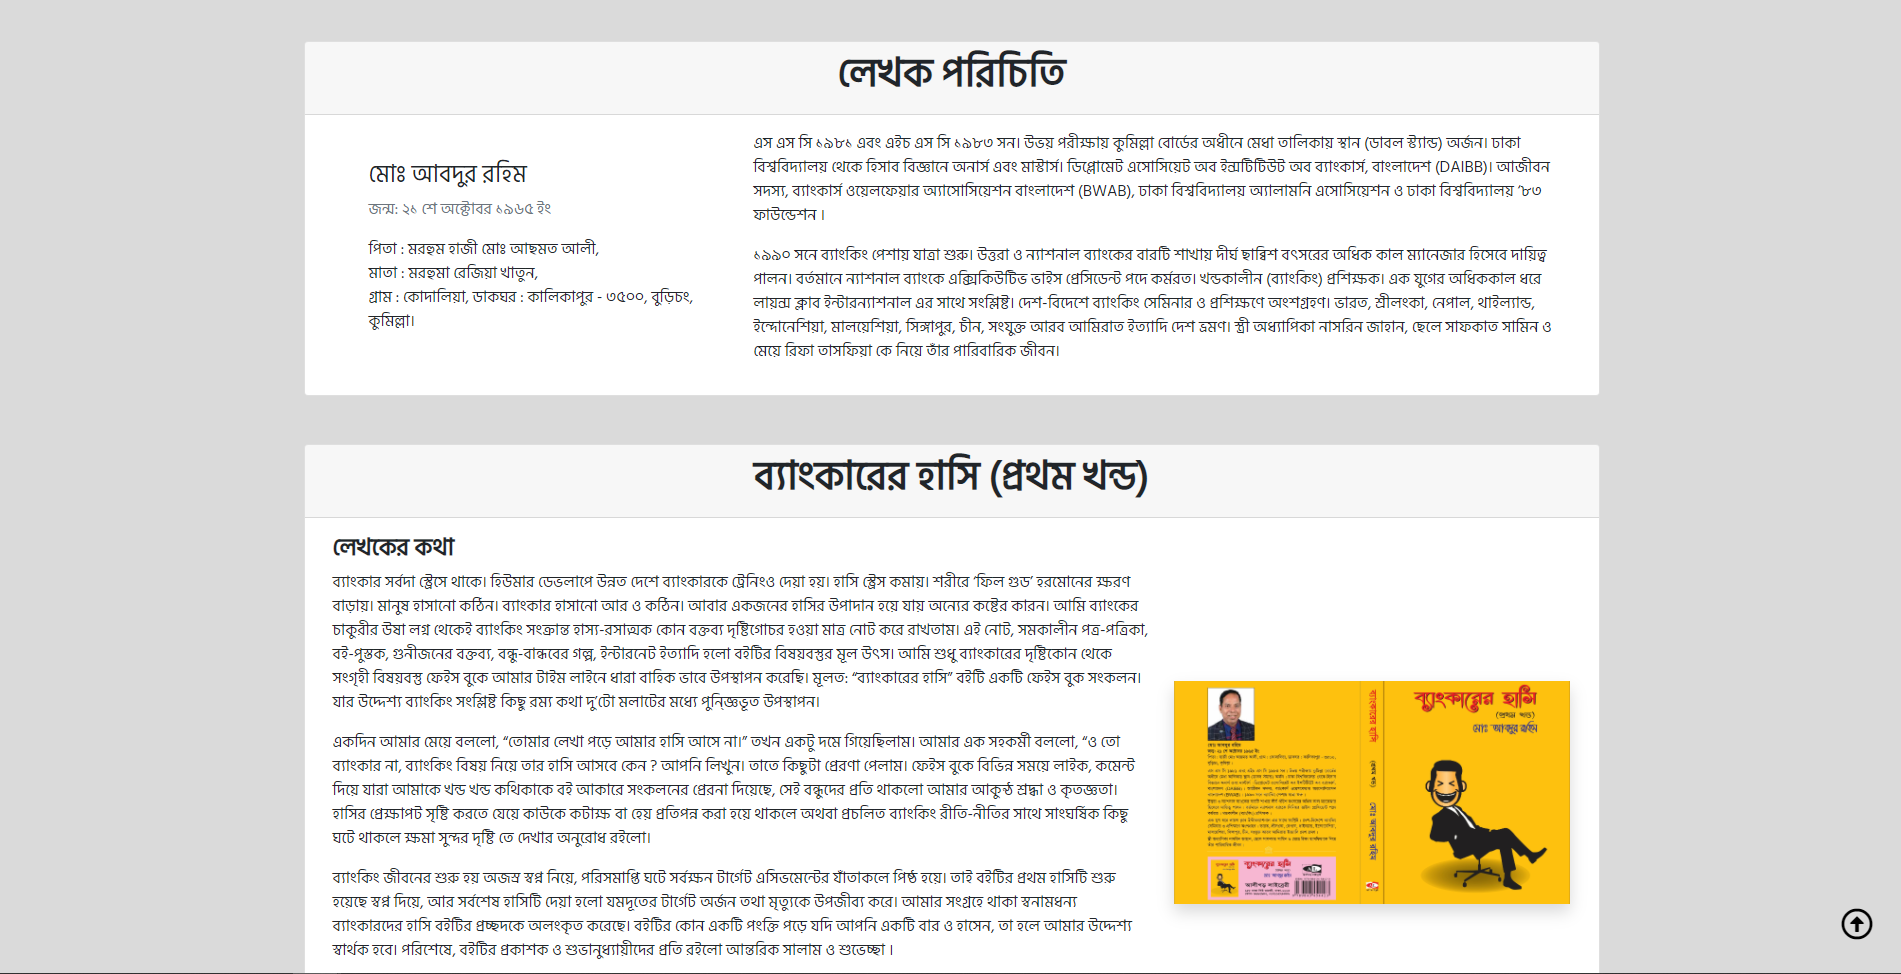 লেখক পরিচিতি
মোঃ আবদুর রহিম
জন্ম: ২১ শে অক্টোবর ১৯৬৫ ইং
পিতা : মরহুম হাজী মোঃ আছমত আলী,
মাতা : মরহুমা রেজিয়া খাতুন,
গ্রাম : কোদালিয়া, ডাকঘর : কালিকাপুর - ৩৫০০, বুড়িচং,
কুমিল্লা।
এস এস সি ১৯৮১ এবং এইচ এস সি ১৯৮৩ সন। উভয় পরীক্ষায় কুমিল্লা বোর্ডের অধীনে মেধা তালিকায় স্থান (ডাবল স্ট্যান্ড) অর্জন। ঢাকা
বিশ্ববিদ্যালয় থেকে হিসাব বিজ্ঞানে অনার্স এবং মাস্টার্স। ডিপ্লোমেট এসোসিয়েট অব ইন্সটিটিউট অব ব্যাংকার্স, বাংলাদেশ (DAIBB)। আজীবন
সদস্য, ব্যাংকার্স ওয়েলফেয়ার অ্যাসোসিয়েশন বাংলাদেশ (BWAB), ঢাকা বিশ্ববিদ্যালয় অ্যালামনি এসোসিয়েশন ও ঢাকা বিশ্ববিদ্যালয় ’৮৩
ফাউন্ডেশন ।
১৯৯০ সনে ব্যাংকিং পেশায় যাত্রা শুরু। উত্তরা ও ন্যাশনাল ব্যাংকের বারটি শাখায় দীর্ঘ ছাব্বিশ বৎসরের অধিক কাল ম্যানেজার হিসেবে দায়িত্ব
পালন। বর্তমানে ন্যাশনাল ব্যাংকে এক্সিকিউটিভ ভাইস প্রেসিডেন্ট পদে কর্মরত। খন্ডকালীন (ব্যাংকিং) প্রশিক্ষক। এক যুগের অধিককাল ধরে
লায়ন্স ক্লাব ইন্টারন্যাশনাল এর সাথে সংশ্লিষ্ট। দেশ-বিদেশে ব্যাংকিং সেমিনার ও প্রশিক্ষণে অংশগ্রহণ। ভারত, শ্রীলংকা, নেপাল, থাইল্যান্ড,
ইন্দোনেশিয়া, মালয়েশিয়া, সিঙ্গাপুর, চীন, সংযুক্ত আরব আমিরাত ইত্যাদি দেশ ভ্রমণ। স্ত্রী অধ্যাপিকা নাসরিন জাহান, ছেলে সাফকাত সামিন ও
মেয়ে রিফা তাসফিয়া কে নিয়ে তাঁর পারিবারিক জীবন।
ব্যাংকারের হাসি (প্রথম খন্ড)
লেখকের কথা
ব্যাংকার সর্বদা স্ট্রেসে থাকে। হিউমার ডেভলাপে উন্নত দেশে ব্যাংকারকে ট্রেনিংও দেয়া হয়। হাসি স্ট্রেস কমায়। শরীরে ‘ফিল গুড’ হরমোনের ক্ষরণ
বাড়ায়। মানুষ হাসানো কঠিন। ব্যাংকার হাসানো আর ও কঠিন। আবার একজনের হাসির উপাদান হয়ে যায় অন্যের কষ্টের কারন। আমি ব্যাংকের
চাকুরীর উষা লগ্ন থেকেই ব্যাংকিং সংক্রান্ত হাস্য-রসাত্মক কোন বক্তব্য দৃষ্টিগোচর হওয়া মাত্র নোট করে রাখতাম। এই নোট, সমকালীন পত্র-পত্রিকা,
বই-পুস্তক, গুনীজনের বক্তব্য, বন্ধু-বান্ধবের গল্প, ইন্টারনেট ইত্যাদি হলো বইটির বিষয়বস্তুর মূল উৎস। আমি শুধু ব্যাংকারের দৃষ্টিকোন থেকে
সংগৃহী বিষয়বস্তু ফেইস বুকে আমার টাইম লাইনে ধারা বাহিক ভাবে উপস্থাপন করেছি। মূলত: “ব্যাংকারের হাসি” বইটি একটি ফেইস বুক সংকলন।
যার উদ্দেশ্য ব্যাংকিং সংশ্লিষ্ট কিছু রম্য কথা দু’টো মলাটের মধ্যে পুনিজ্জভূত উপস্থাপন।
একদিন আমার মেয়ে বললো, “তোমার লেখা পড়ে আমার হাসি আসে না।” তখন একটু দমে গিয়েছিলাম। আমার এক সহকর্মী বললো, “ও তো
ব্যাংকার না, ব্যাংকিং বিষয় নিয়ে তার হাসি আসবে কেন ? আপনি লিখুন। তাতে কিছুটা প্রেরণা পেলাম। ফেইস বুকে বিভিন্ন সময়ে লাইক, কমেন্ট
দিয়ে যারা আমাকে খন্ড খন্ড কথিকাকে বই আকারে সংকলনের প্রেরনা দিয়েছে, সেই বন্ধুদের প্রতি থাকলো আমার আকুন্ঠ শ্রদ্ধা ও কৃতজ্ঞতা।
হাসির প্রেক্ষাপট সৃষ্টি করতে যেয়ে কাউকে কটাক্ষ বা হেয় প্রতিপন্ন করা হয়ে থাকলে অথবা প্রচলিত ব্যাংকিং রীতি-নীতির সাথে সাংঘর্ষিক কিছু
ঘটে থাকলে ক্ষমা সুন্দর দৃষ্টি তে দেখার অনুরোধ রইলো।
ব্যাংকিং জীবনের শুরু হয় অজস্র স্বপ্ন নিয়ে, পরিসমাপ্তি ঘটে সর্বক্ষন টার্গেট এসিভমেন্টের যাঁতাকলে পিষ্ঠ হয়ে। তাই বইটির প্রথম হাসিটি শুরু
হয়েছে স্বপ্ন দিয়ে, আর সর্বশেষ হাসিটি দেয়া হলো যমদূতের টার্গেট অর্জন তথা মৃত্যুকে উপজীব্য করে। আমার সংগ্রহে থাকা স্বনামধন্য
ব্যাংকারদের হাসি বইটির প্রচ্ছদকে অলংকৃত করেছে। বইটির কোন একটি পংক্তি পড়ে যদি আপনি একটি বার ও হাসেন, তা হলে আমার উদ্দেশ্য
স্বার্থক হবে। পরিশেষে, বইটির প্রকাশক ও শুভানুধ্যায়ীদের প্রতি রইলো আন্তরিক সালাম ও শুভেচ্ছা ।
ব্যাংকারের হাসি
(প্রথম খন্ড)
মোঃ আবদুর রহিম